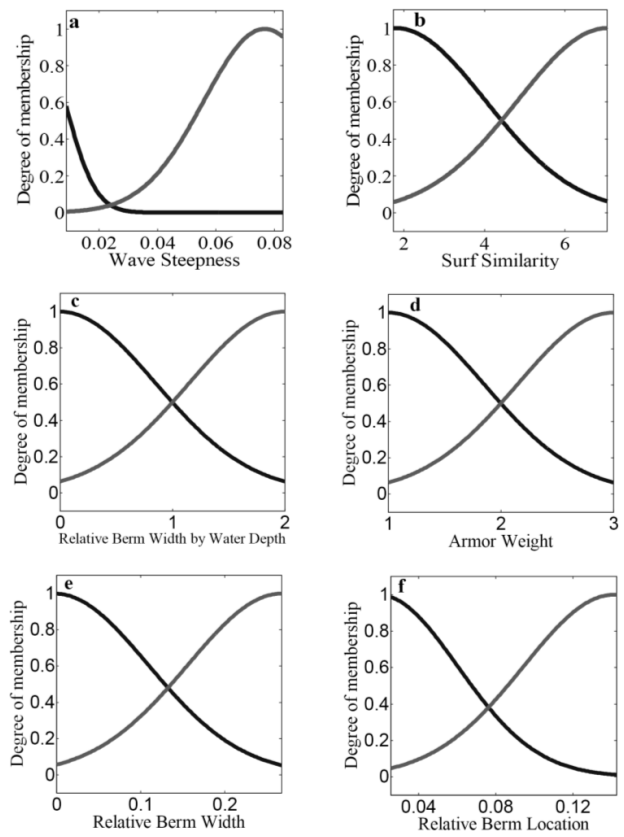 a
Degree of membership
1
0.8
0.6
0.4
0.2
0
0.02 0.04 0.06 0.08
Wave Steepness
b
Degree of membership
1
0.8
0.6
0.4
0.2
0
2 4 6
Surf Similarity
c
Degree of membership
1
0.8
0.6
0.4
0.2
0
0 1 2
Relative Berm Width by Water Depth
d
Degree of membership
1
0.8
0.6
0.4
0.2
0
1 2 3
Armor Weight
e
Degree of membership
1
0.8
0.6
0.4
0.2
0
0 0.1 0.2
Relative Berm Width
f
Degree of membership
1
0.8
0.6
0.4
0.2
0
0.04 0.08 0.12
Relative Berm Location